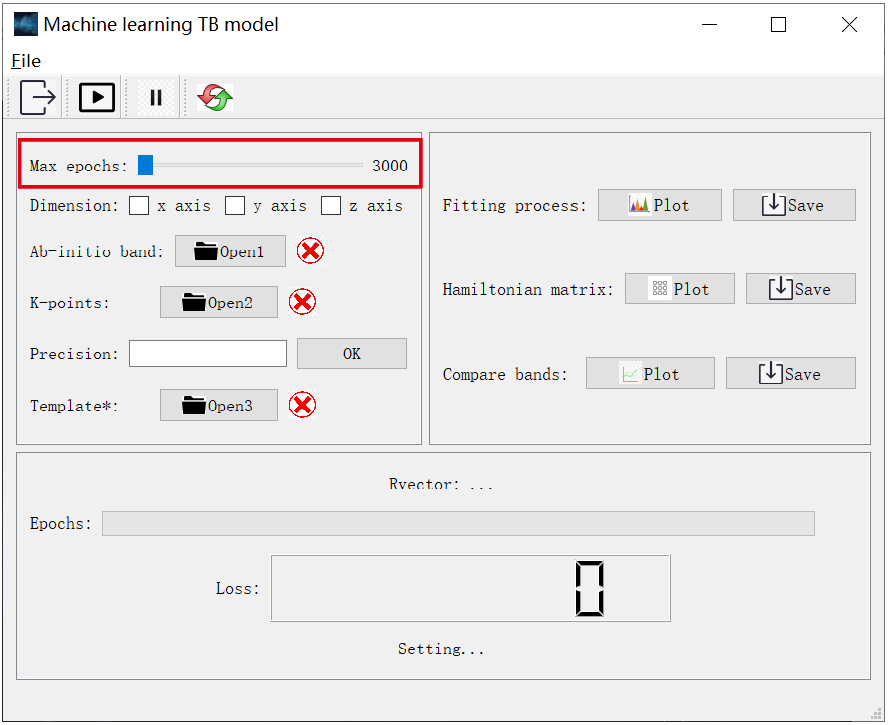 Machine learning TB model
File
Max epochs: 3000
Dimension: x axis y axis z axis
Ab-initio band: Open1
K-points: Open2
Precision: OK
Template*: Open3
Fitting process: Plot Save
Hamiltonian matrix: Plot Save
Compare bands: Plot Save
Rvector: ...
Epochs:
Loss: 0
Setting...